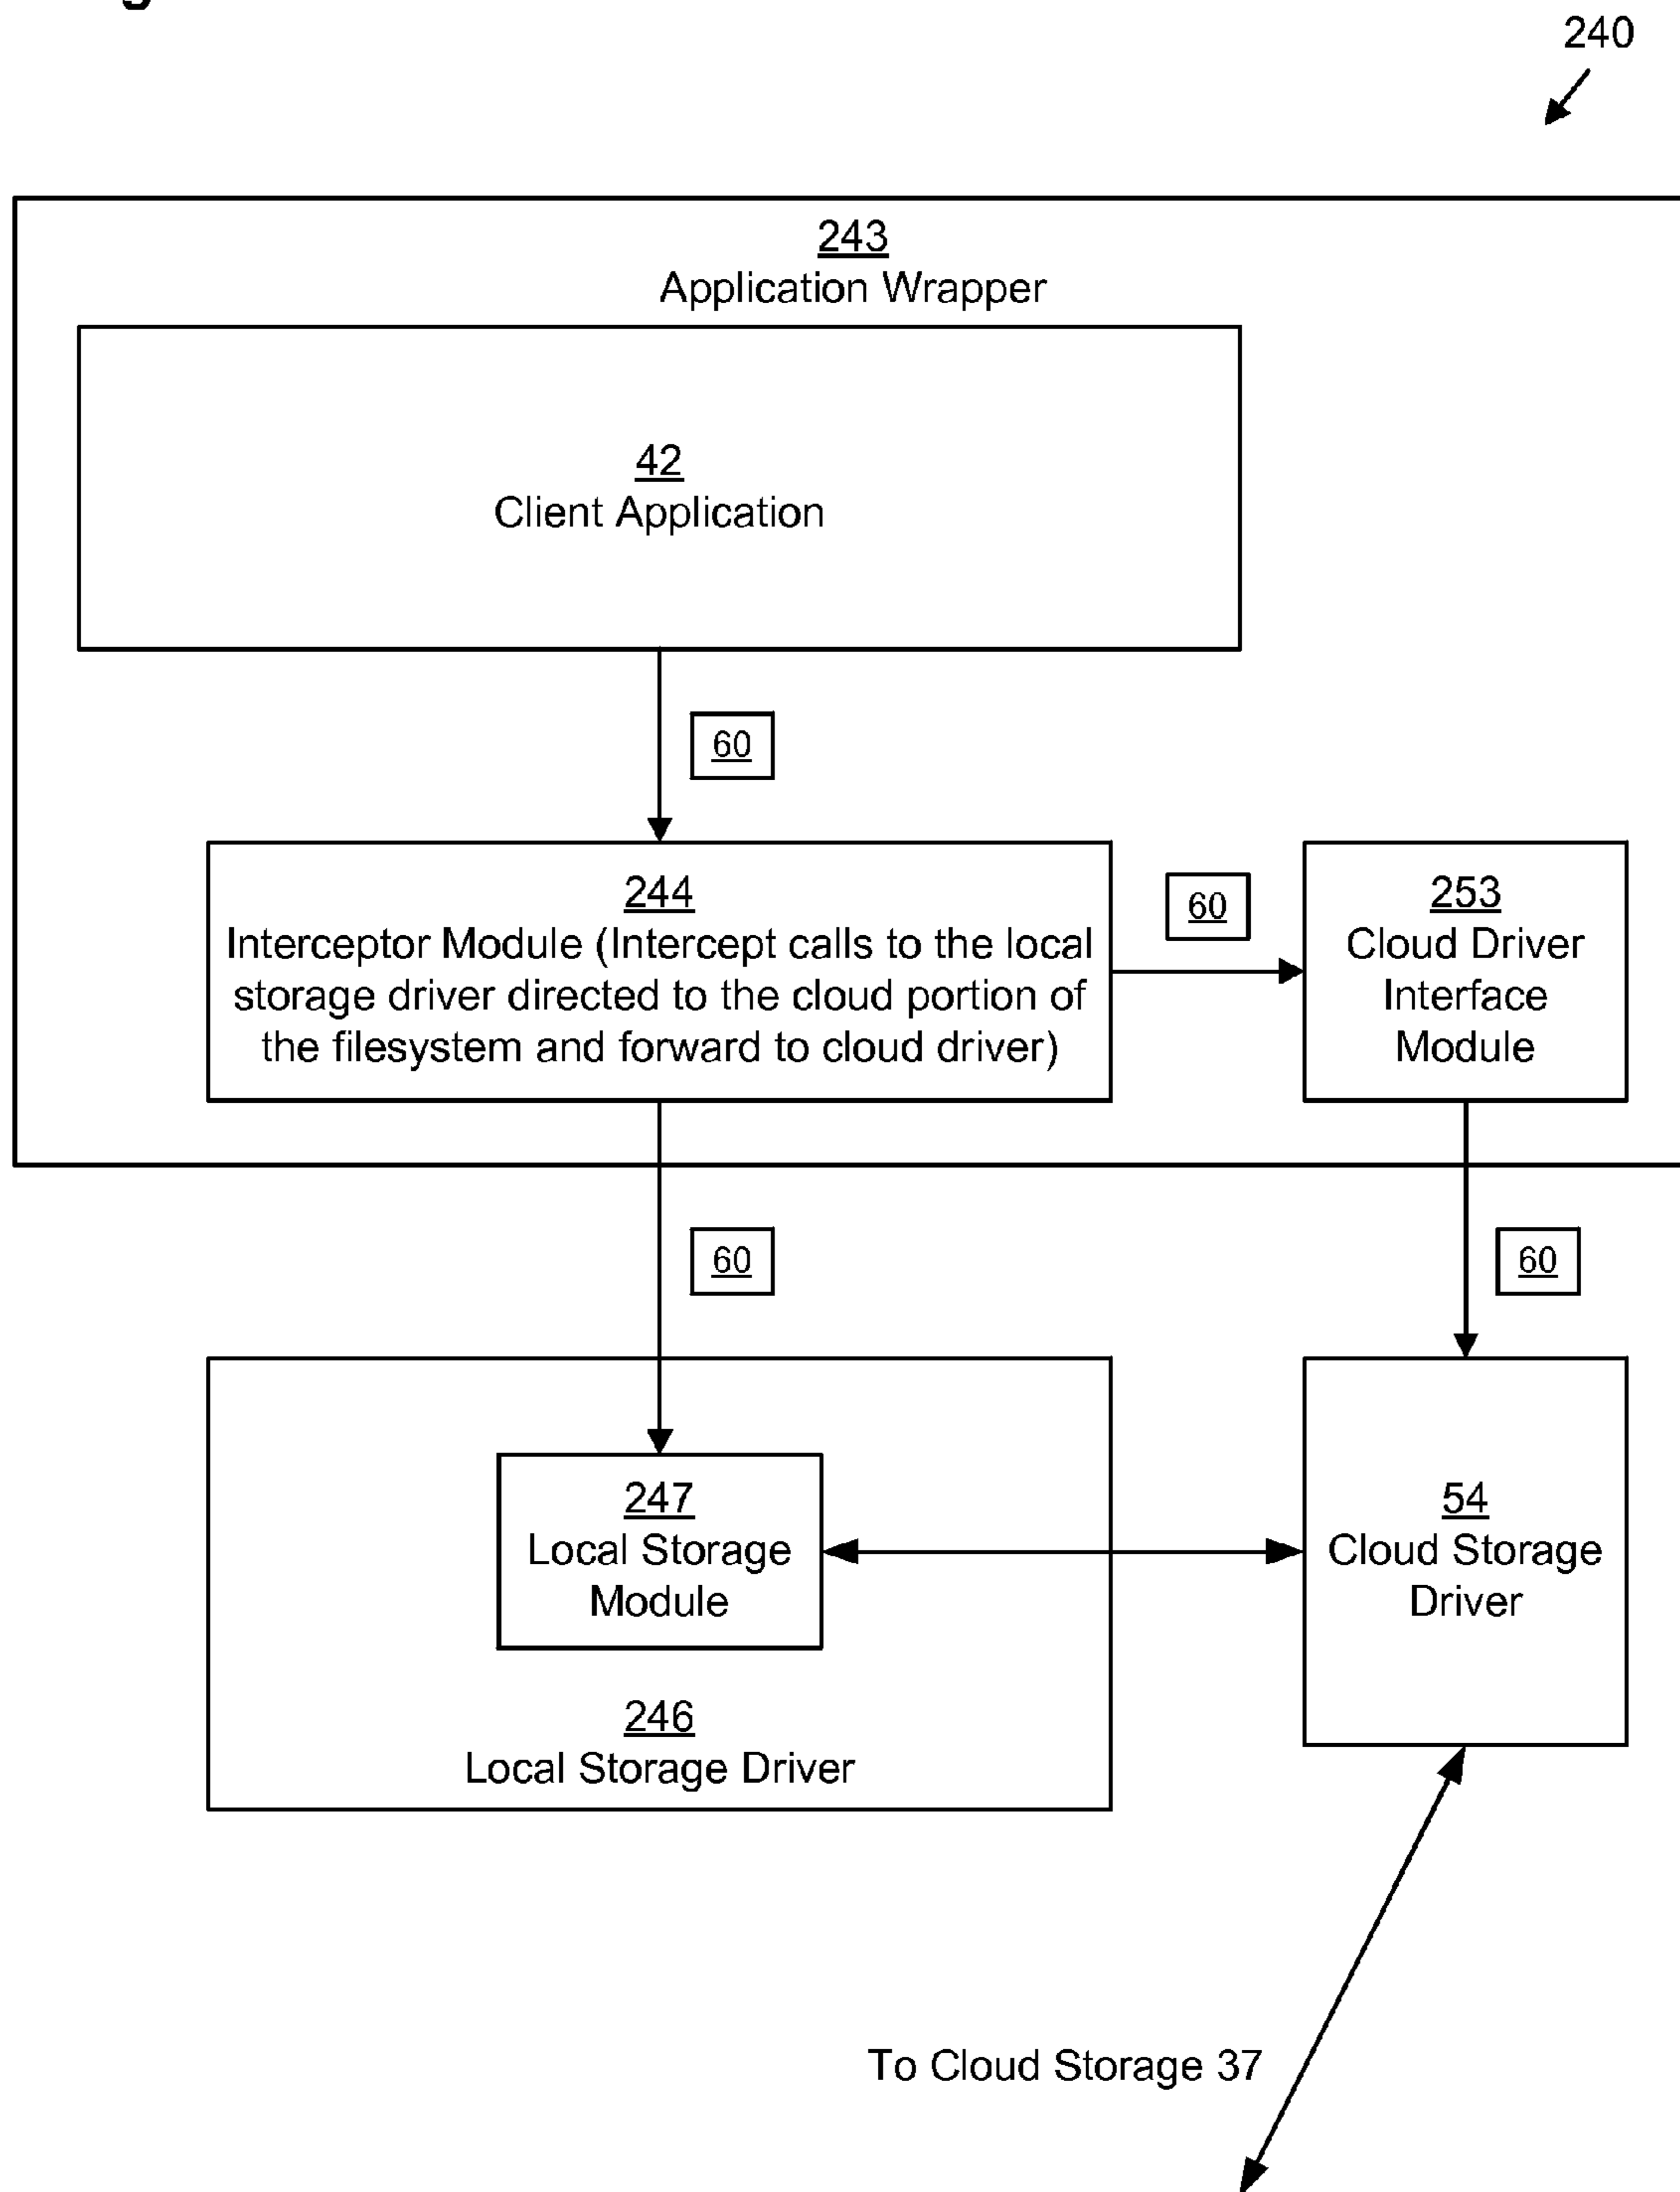 240
243
Application Wrapper
42
Client Application
60
244
Interceptor Module (Intercept calls to the local
storage driver directed to the cloud portion of
the filesystem and forward to cloud driver)
60
253
Cloud Driver
Interface
Module
60
60
247
Local Storage
Module
54
Cloud Storage
Driver
246
Local Storage Driver
To Cloud Storage 37